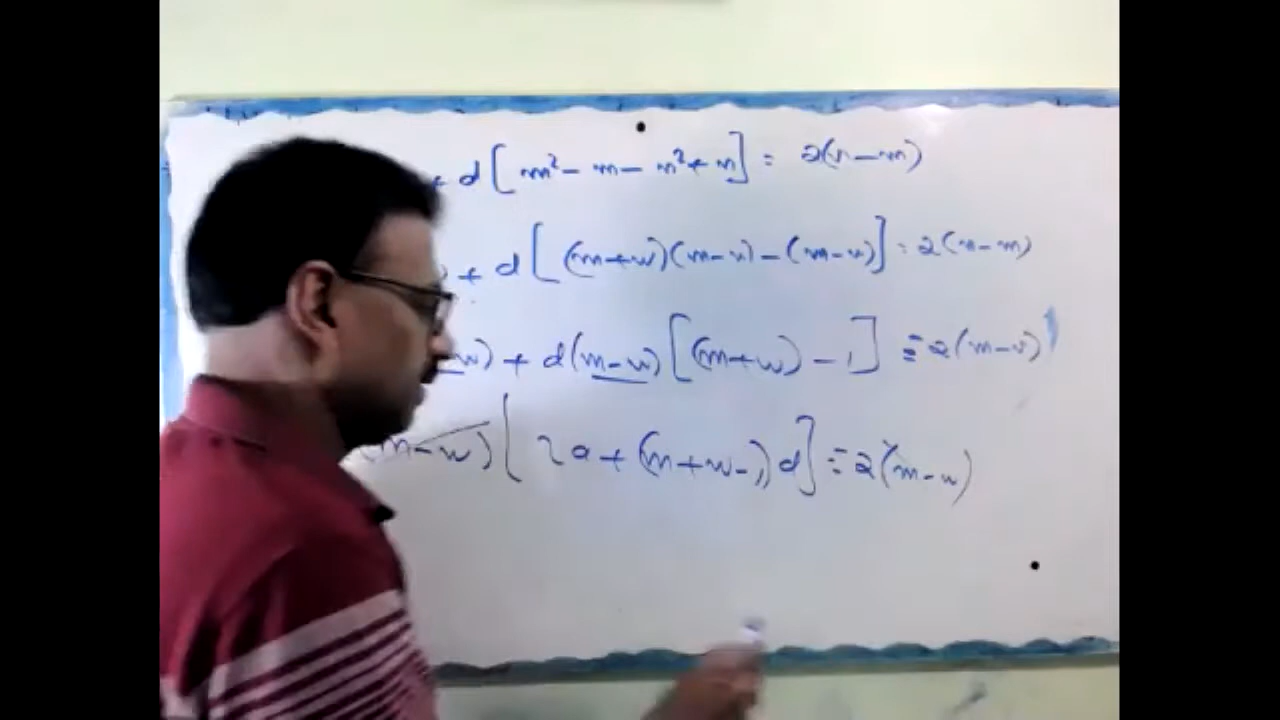 + d[m² - m - n² + n] = 2(n-m)
+ d[(m+n)(m-n) - (m-n)] = 2(n-m)
n) + d(m-n)[(m+n) - 1] = 2(m-n)
m-n)[2a + (m+n-1)d] = 2(m-n)